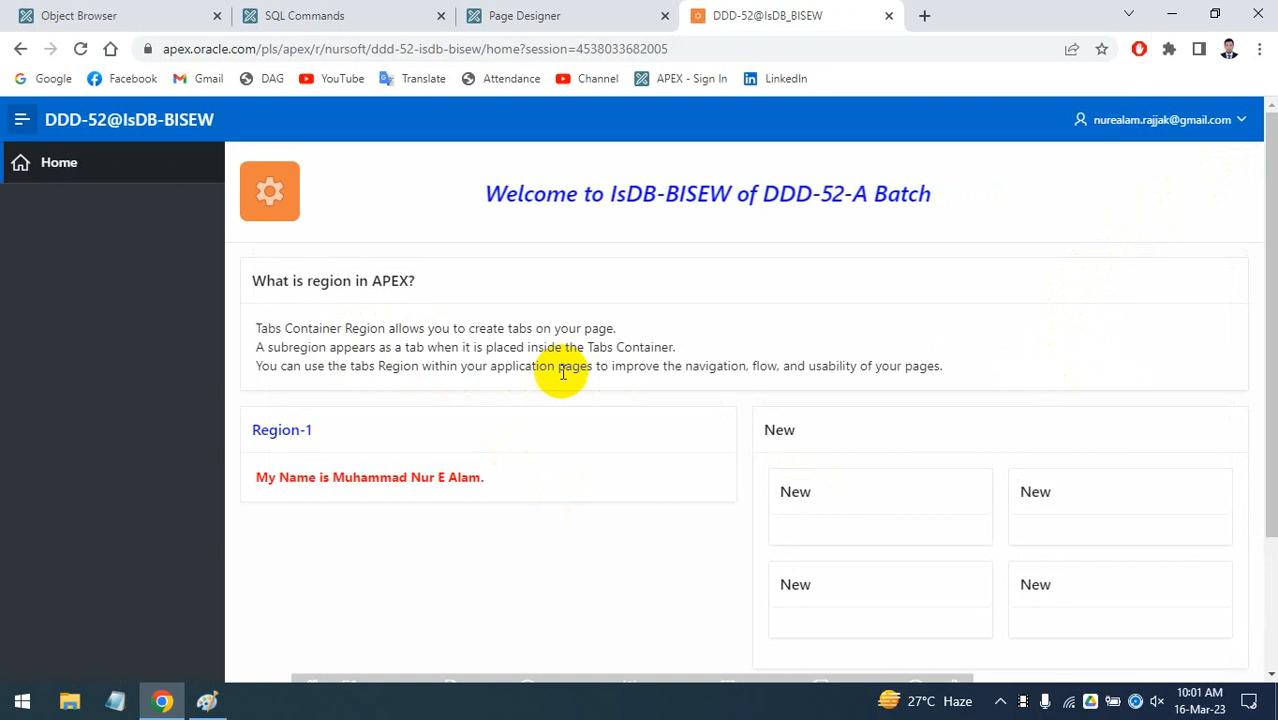 Object Browser
SQL Commands
Page Designer
DDD-52@IsDB_BISEW
apex.oracle.com/pls/apex/r/nursoft/ddd-52-isdb-bisew/home?session=4538033682005
Google
Facebook
Gmail
DAG
YouTube
Translate
Attendance
Channel
APEX - Sign In
LinkedIn
DDD-52@IsDB-BISEW
nurealam.rajjak@gmail.com
Home
Welcome to IsDB-BISEW of DDD-52-A Batch
What is region in APEX?
Tabs Container Region allows you to create tabs on your page.
A subregion appears as a tab when it is placed inside the Tabs Container.
You can use the tabs Region within your application pages to improve the navigation, flow, and usability of your pages.
Region-1
My Name is Muhammad Nur E Alam.
New
New
New
New
New
27°C Haze
10:01 AM
16-Mar-23